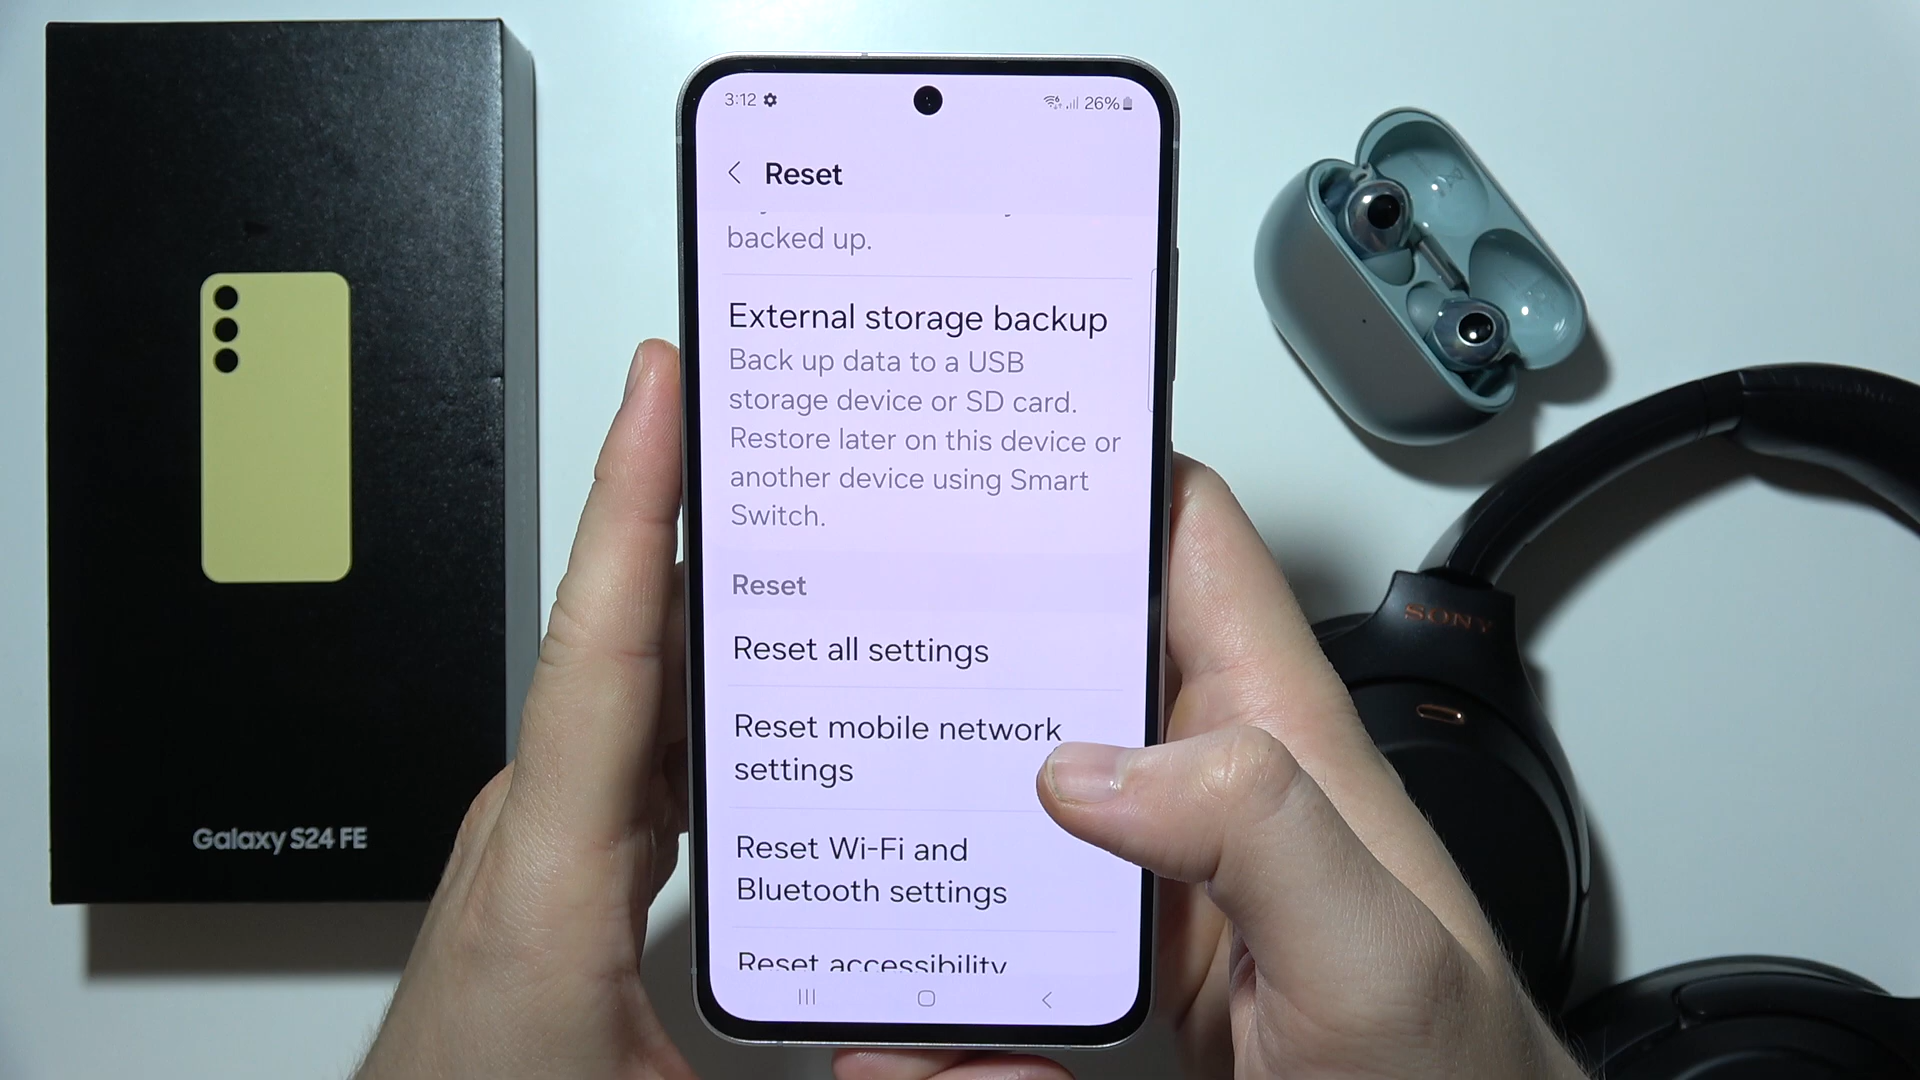 3:12
26%
Reset
backed up.
External storage backup
Back up data to a USB
storage device or SD card.
Restore later on this device or
another device using Smart
Switch.
Reset
Reset all settings
Reset mobile network
settings
Reset Wi-Fi and
Bluetooth settings
Reset accessibility
Galaxy S24 FE
SONY